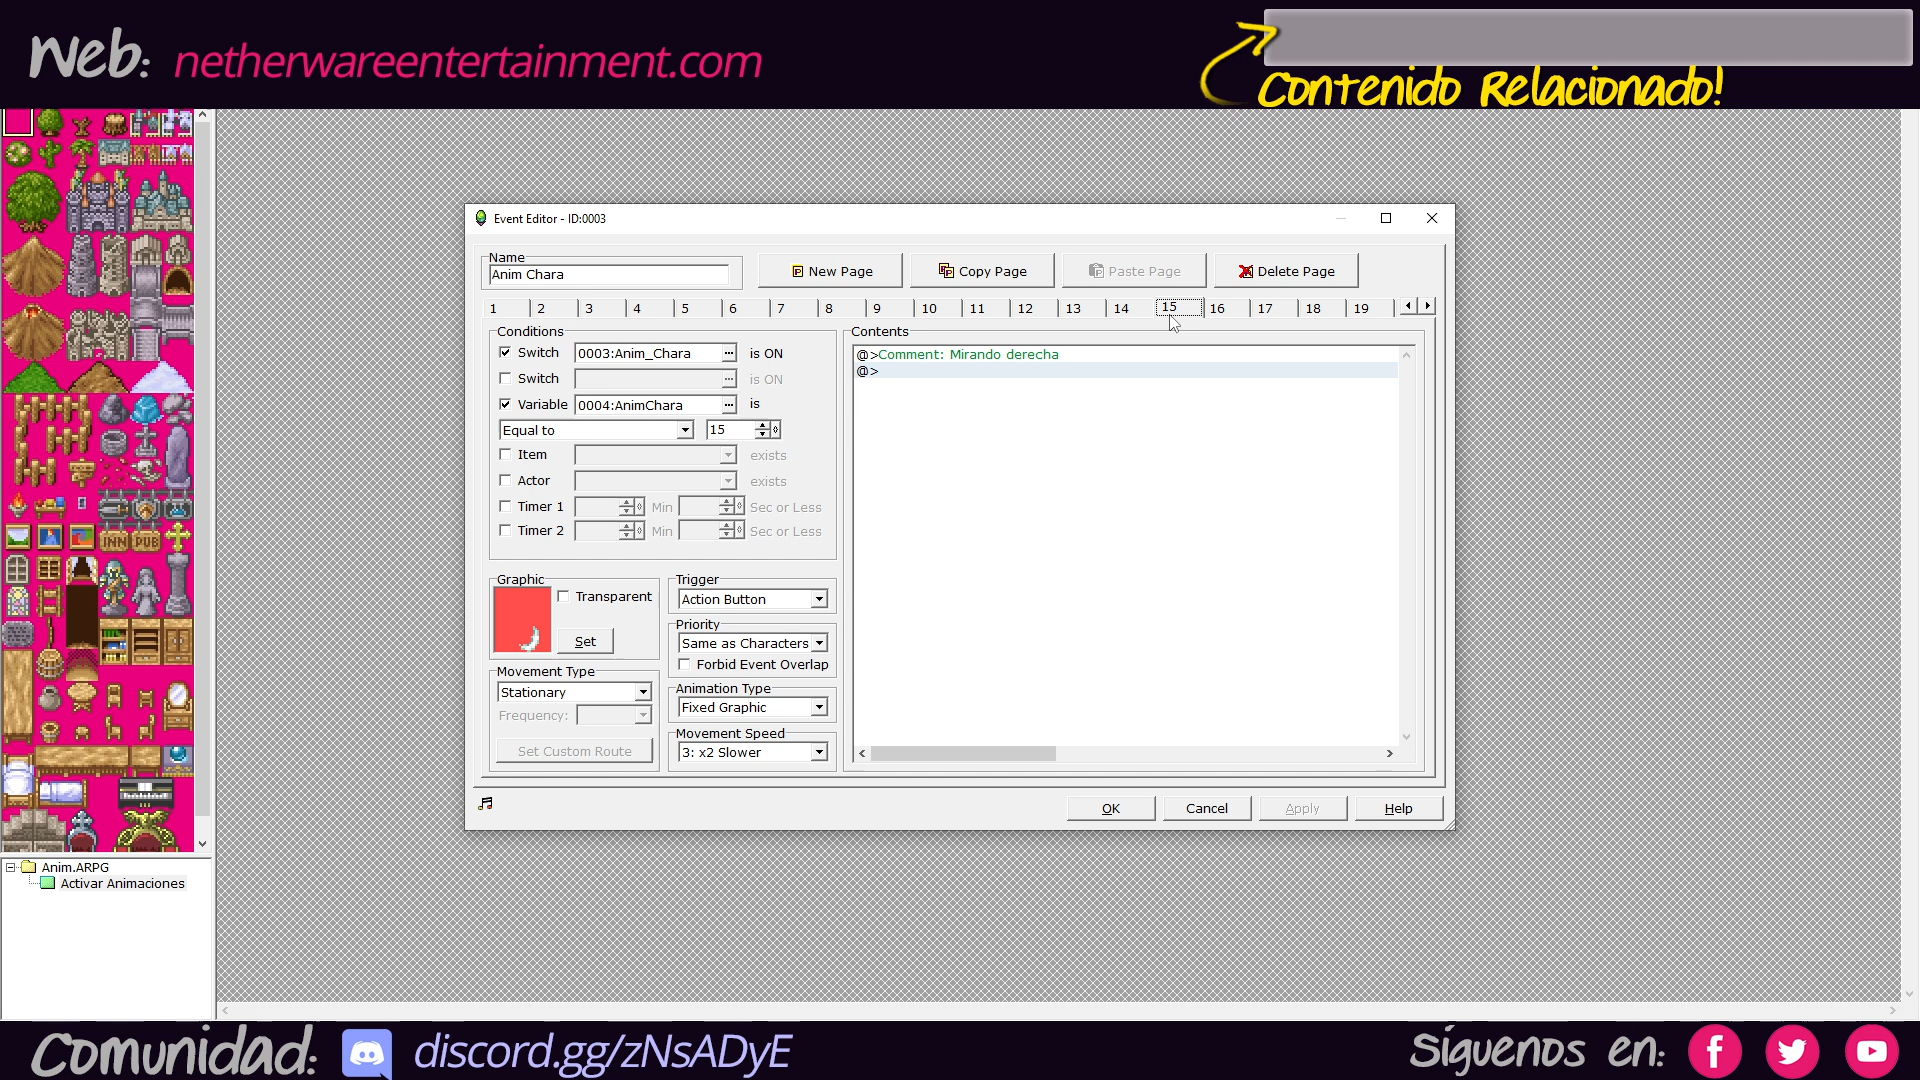 Web: netherwareentertainment.com
Contenido Relacionado!
Event Editor - ID:0003
Name
Anim Chara
New Page
Copy Page
Paste Page
Delete Page
1 2 3 4 5 6 7 8 9 10 11 12 13 14 15 16 17 18 19
Conditions
Switch 0003:Anim_Chara ... is ON
Switch ... is ON
Variable 0004:AnimChara ... is
Equal to 15
Item exists
Actor exists
Timer 1 Min Sec or Less
Timer 2 Min Sec or Less
Graphic
Transparent
Set
Movement Type
Stationary
Frequency:
Set Custom Route
Trigger
Action Button
Priority
Same as Characters
Forbid Event Overlap
Animation Type
Fixed Graphic
Movement Speed
3: x2 Slower
Contents
@>Comment: Mirando derecha
@>
OK
Cancel
Apply
Help
INN PUB
Anim.ARPG
Activar Animaciones
Comunidad: discord.gg/zNsADyE
Síguenos en: